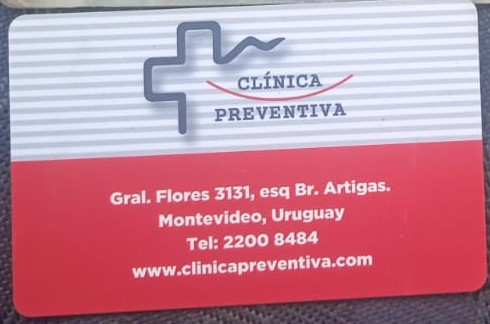 CLÍNICA
PREVENTIVA
Gral. Flores 3131, esq Br. Artigas.
Montevideo, Uruguay
Tel: 2200 8484
www.clinicapreventiva.com